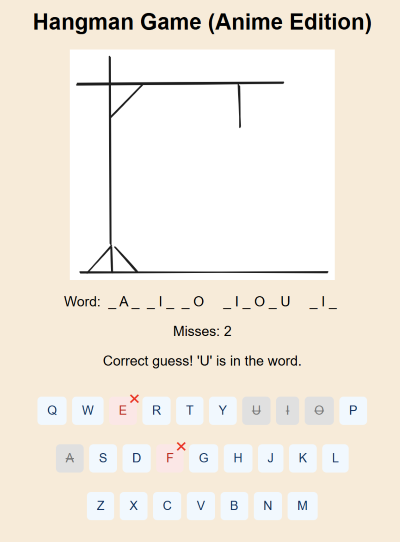 Hangman Game (Anime Edition)
Word: _ A _ _ I _ _ O _ I _ O _ U _ I _
Misses: 2
Correct guess! 'U' is in the word.
Q W E R T Y U I O P
A S D F G H J K L
Z X C V B N M